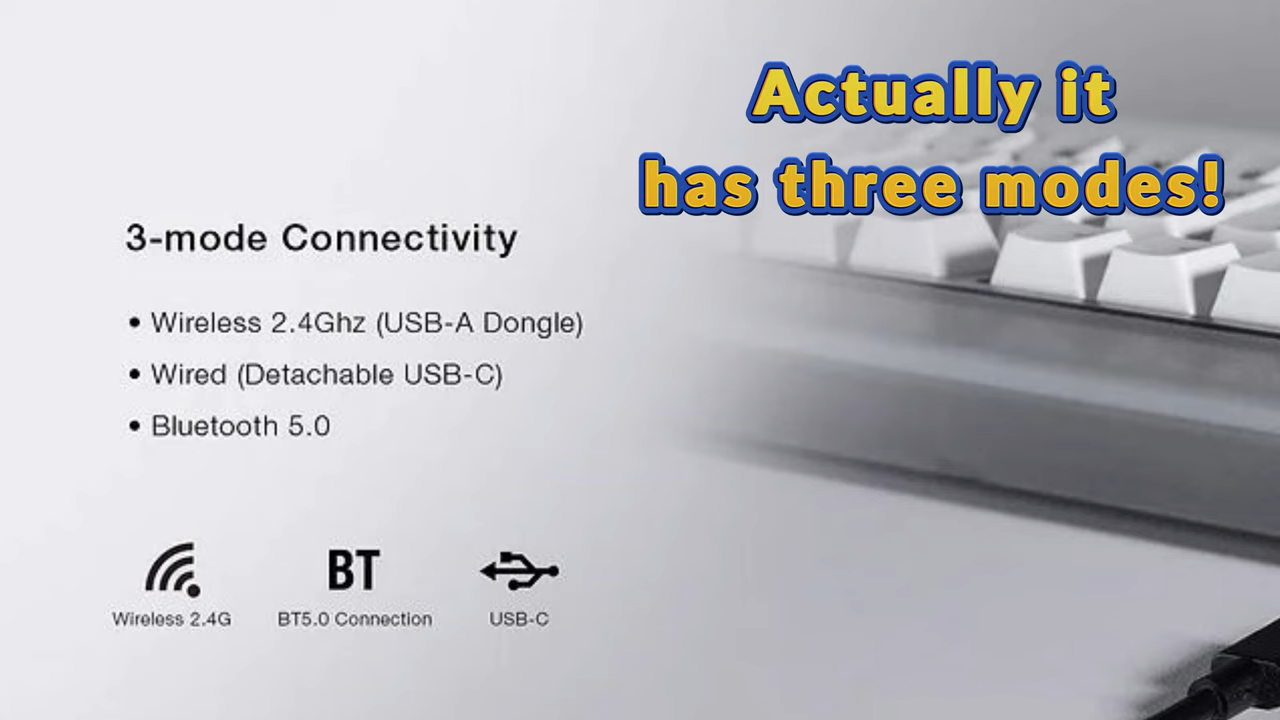 Actually it
has three modes!
3-mode Connectivity
• Wireless 2.4Ghz (USB-A Dongle)
• Wired (Detachable USB-C)
• Bluetooth 5.0
BT
Wireless 2.4G
BT5.0 Connection
USB-C